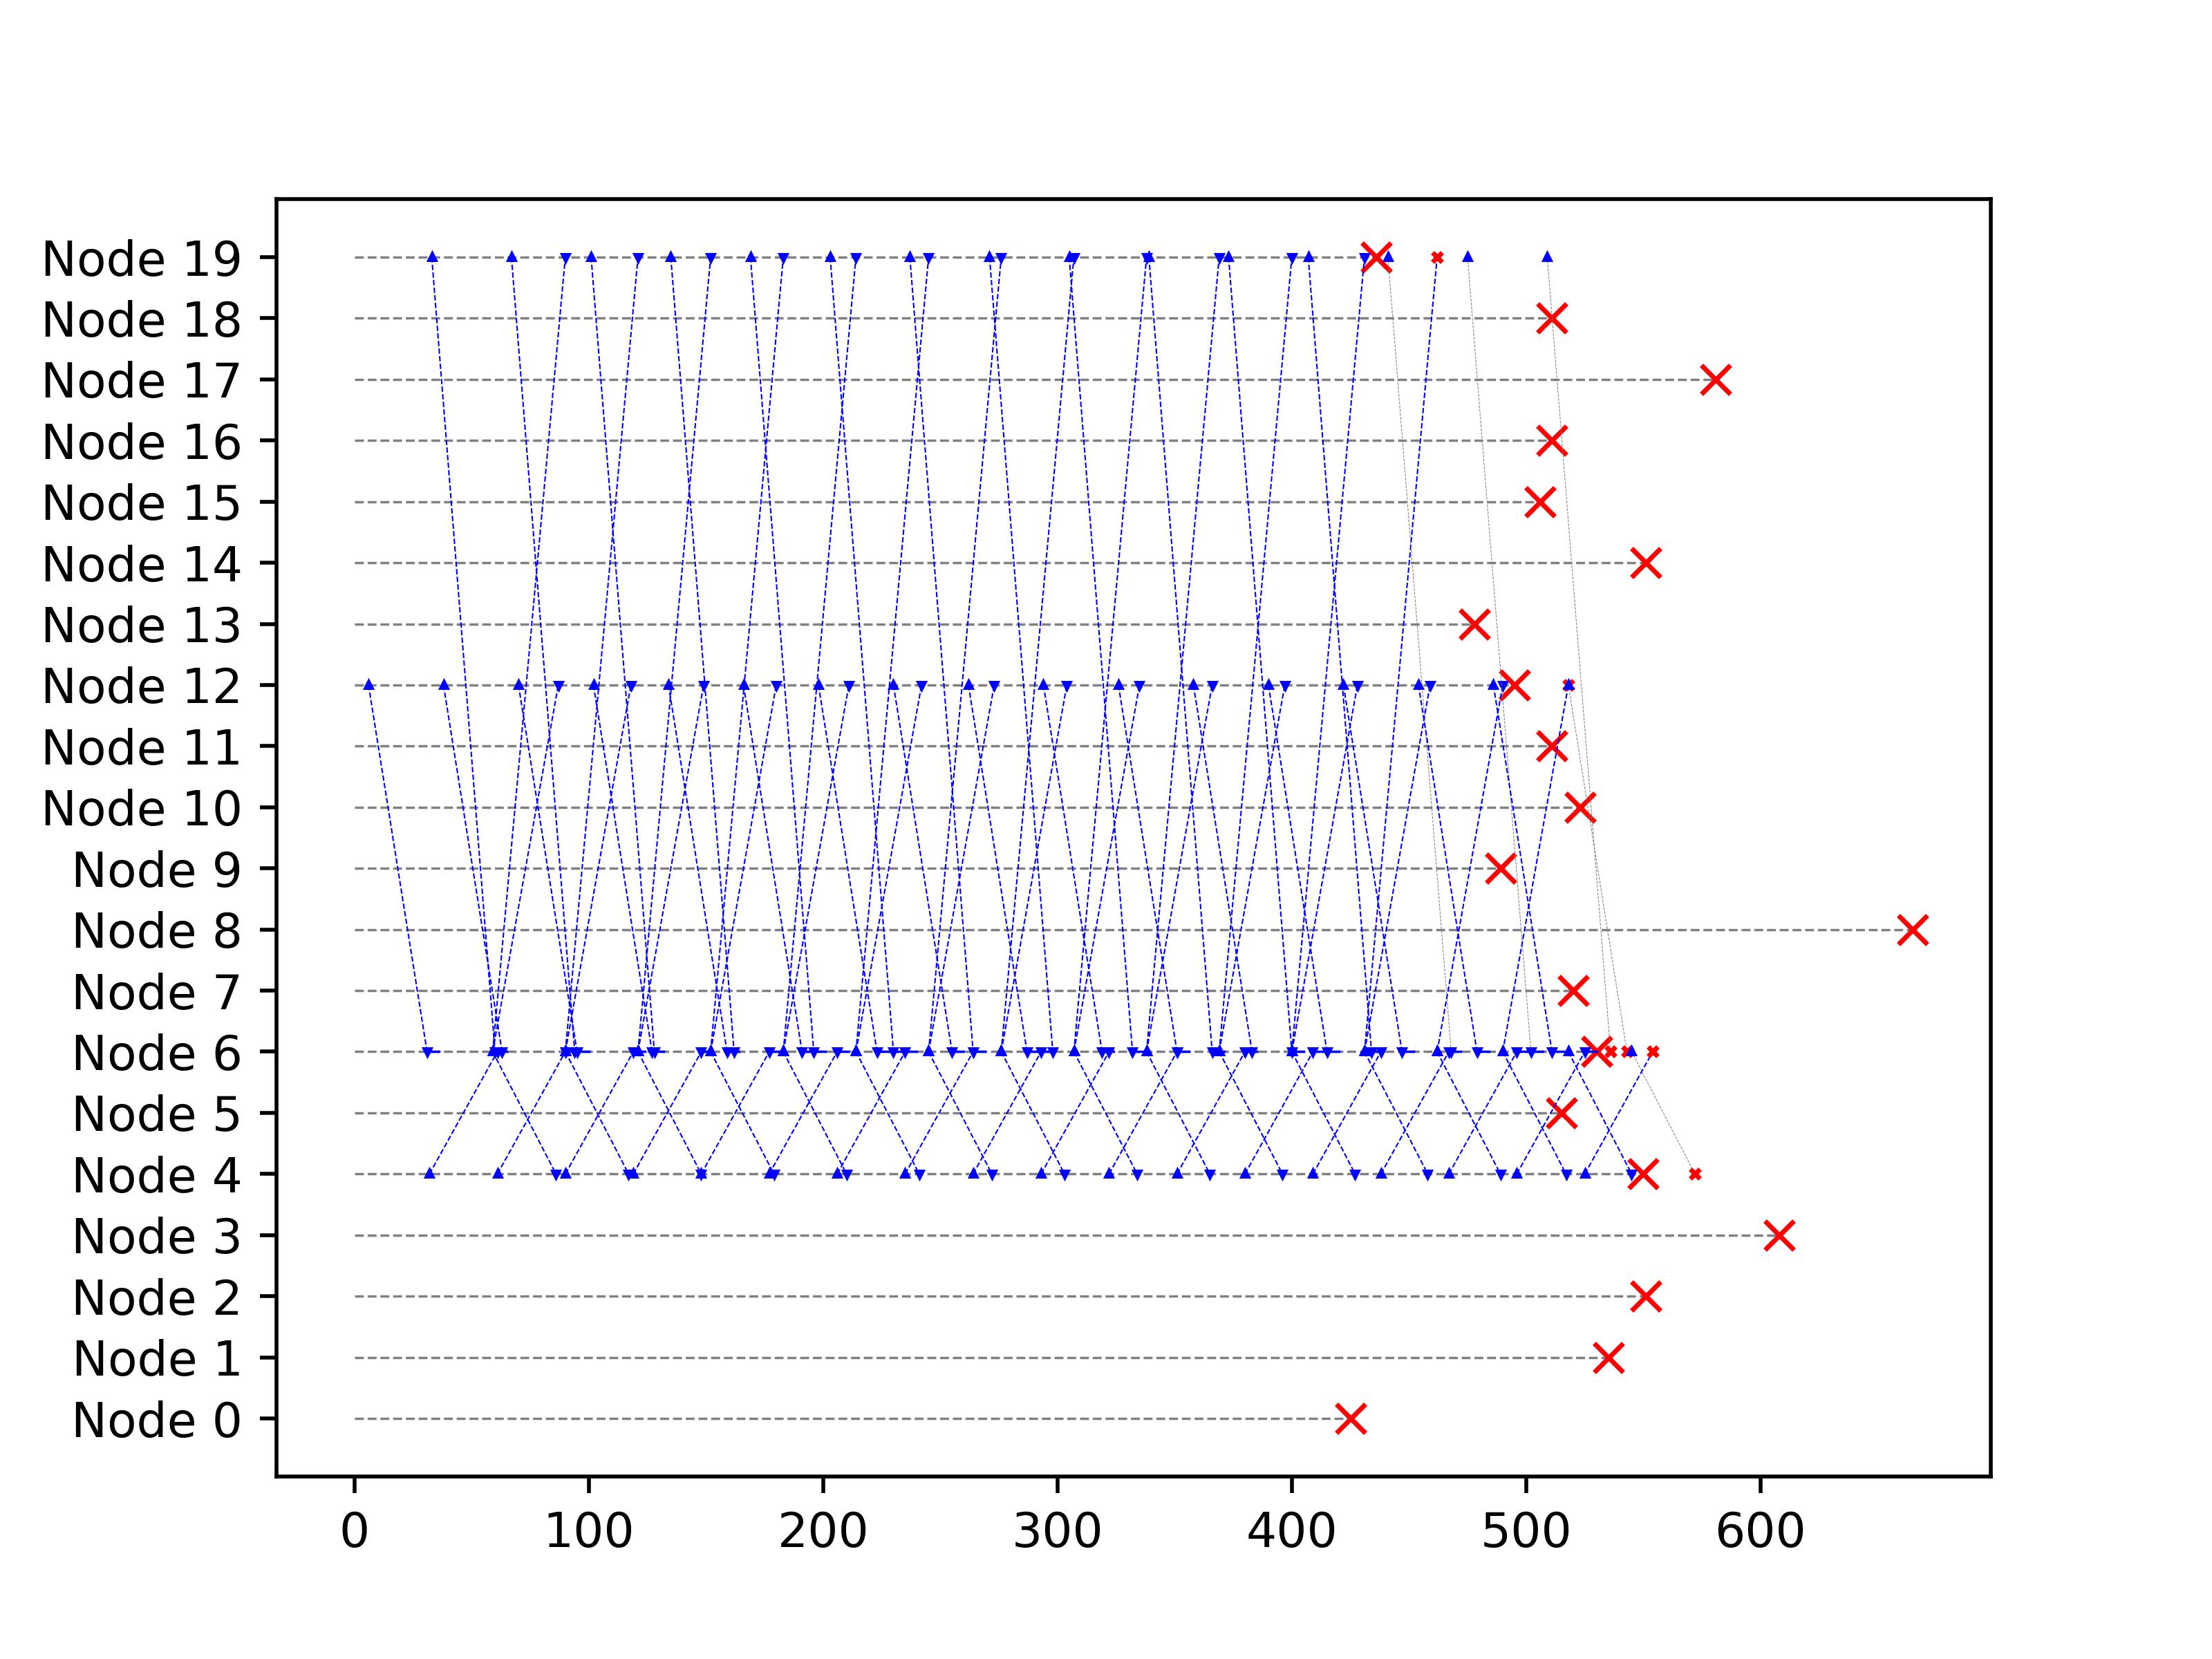 Node 19
Node 18
Node 17
Node 16
Node 15
Node 14
Node 13
Node 12
Node 11
Node 10
Node 9
Node 8
Node 7
Node 6
Node 5
Node 4
Node 3
Node 2
Node 1
Node 0
0 100 200 300 400 500 600